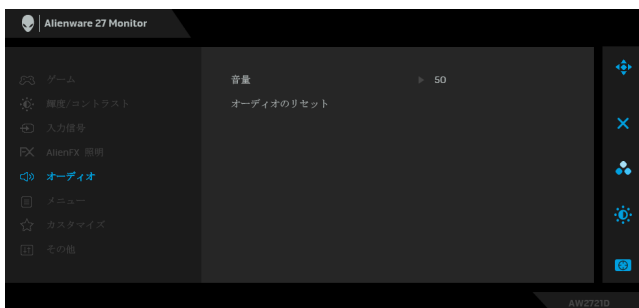 Alienware 27 Monitor
ゲーム
輝度/コントラスト
入力信号
AlienFX 照明
オーディオ
メニュー
カスタマイズ
その他
音量 50
オーディオのリセット
AW2721D